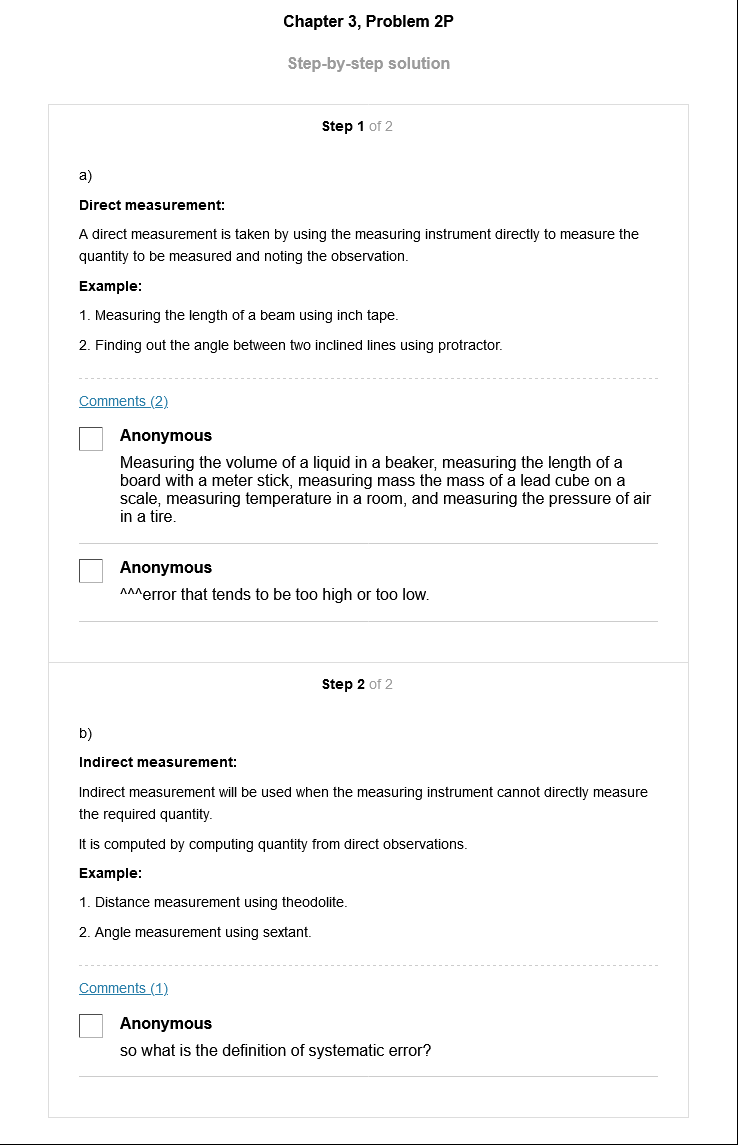 Chapter 3, Problem 2P
Step-by-step solution
Step 1 of 2
a)
Direct measurement:
A direct measurement is taken by using the measuring instrument directly to measure the
quantity to be measured and noting the observation.
Example:
1. Measuring the length of a beam using inch tape.
2. Finding out the angle between two inclined lines using protractor.
Comments (2)
Anonymous
Measuring the volume of a liquid in a beaker, measuring the length of a
board with a meter stick, measuring mass the mass of a lead cube on a
scale, measuring temperature in a room, and measuring the pressure of air
in a tire.
Anonymous
^^^error that tends to be too high or too low.
Step 2 of 2
b)
Indirect measurement:
Indirect measurement will be used when the measuring instrument cannot directly measure
the required quantity.
It is computed by computing quantity from direct observations.
Example:
1. Distance measurement using theodolite.
2. Angle measurement using sextant.
Comments (1)
Anonymous
so what is the definition of systematic error?